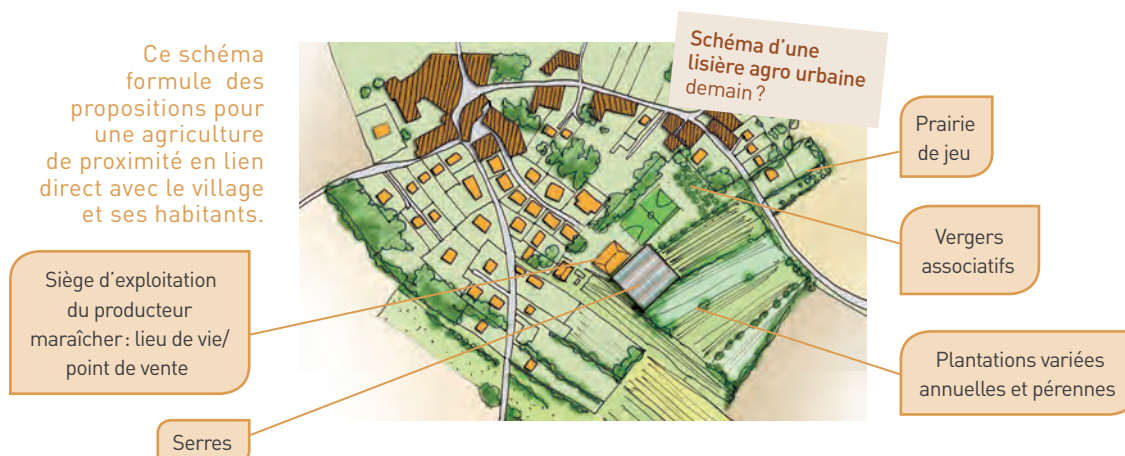 Ce schéma
formule des
propositions pour
une agriculture
de proximité en lien
direct avec le village
et ses habitants.
Schéma d’une
lisière agro urbaine
demain ?
Prairie
de jeu
Vergers
associatifs
Plantations variées
annuelles et pérennes
Siège d’exploitation
du producteur
maraîcher : lieu de vie/
point de vente
Serres